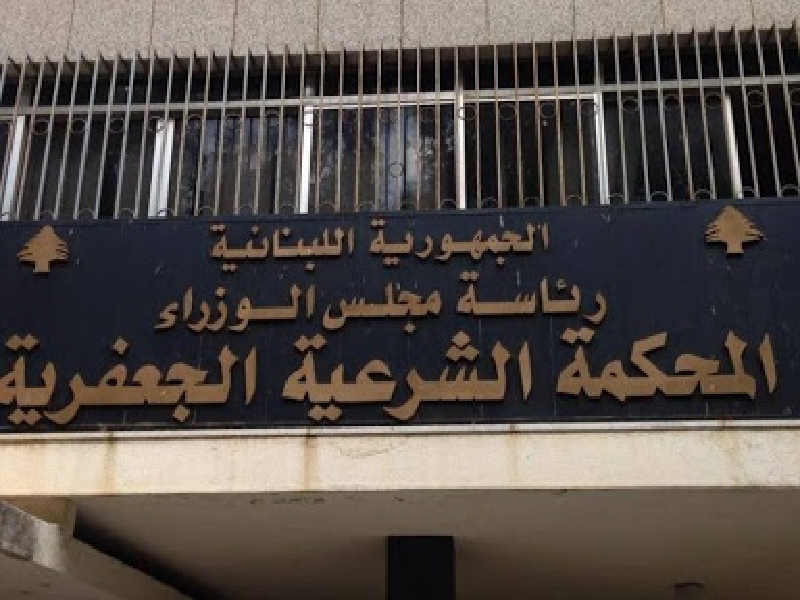 الجمهورية اللبنانية
رئاسة مجلس الوزراء
المحكمة الشرعية الجعفرية